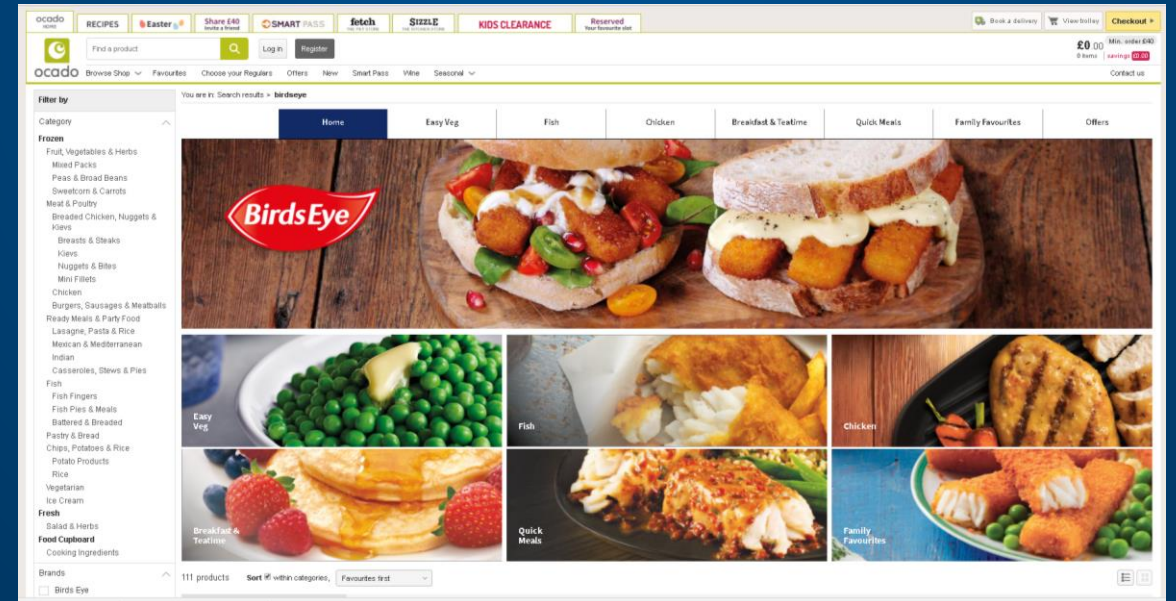 ocado
HOME
RECIPES
Easter
Share £40
Invite a friend
SMART PASS
fetch
THE PET STORE
SIZZLE
KIDS CLEARANCE
Reserved
Your favourite slot
Book a delivery
View trolley
Checkout
Find a product
Log in
Register
£0.00
0 items
Min. order £40
savings £0.00
ocado
Browse Shop
Favourites
Choose your Regulars
Offers
New
Smart Pass
Wine
Seasonal
Contact us
Filter by
You are in: Search results > birdseye
Category
Frozen
Fruit, Vegetables & Herbs
Mixed Packs
Peas & Broad Beans
Sweetcorn & Carrots
Meat & Poultry
Breaded Chicken, Nuggets &
Kievs
Breasts & Steaks
Kievs
Nuggets & Bites
Mini Fillets
Chicken
Burgers, Sausages & Meatballs
Ready Meals & Party Food
Lasagne, Pasta & Rice
Mexican & Mediterranean
Indian
Casseroles, Stews & Pies
Fish
Fish Fingers
Fish Pies & Meals
Battered & Breaded
Pastry & Bread
Chips, Potatoes & Rice
Potato Products
Rice
Vegetarian
Ice Cream
Fresh
Salad & Herbs
Food Cupboard
Cooking Ingredients
Brands
Birds Eye
Home
Easy Veg
Fish
Chicken
Breakfast & Teatime
Quick Meals
Family Favourites
Offers
Birds Eye
Easy
Veg
Fish
Chicken
Breakfast &
Teatime
Quick
Meals
Family
Favourites
111 products
Sort
within categories,
Favourites first